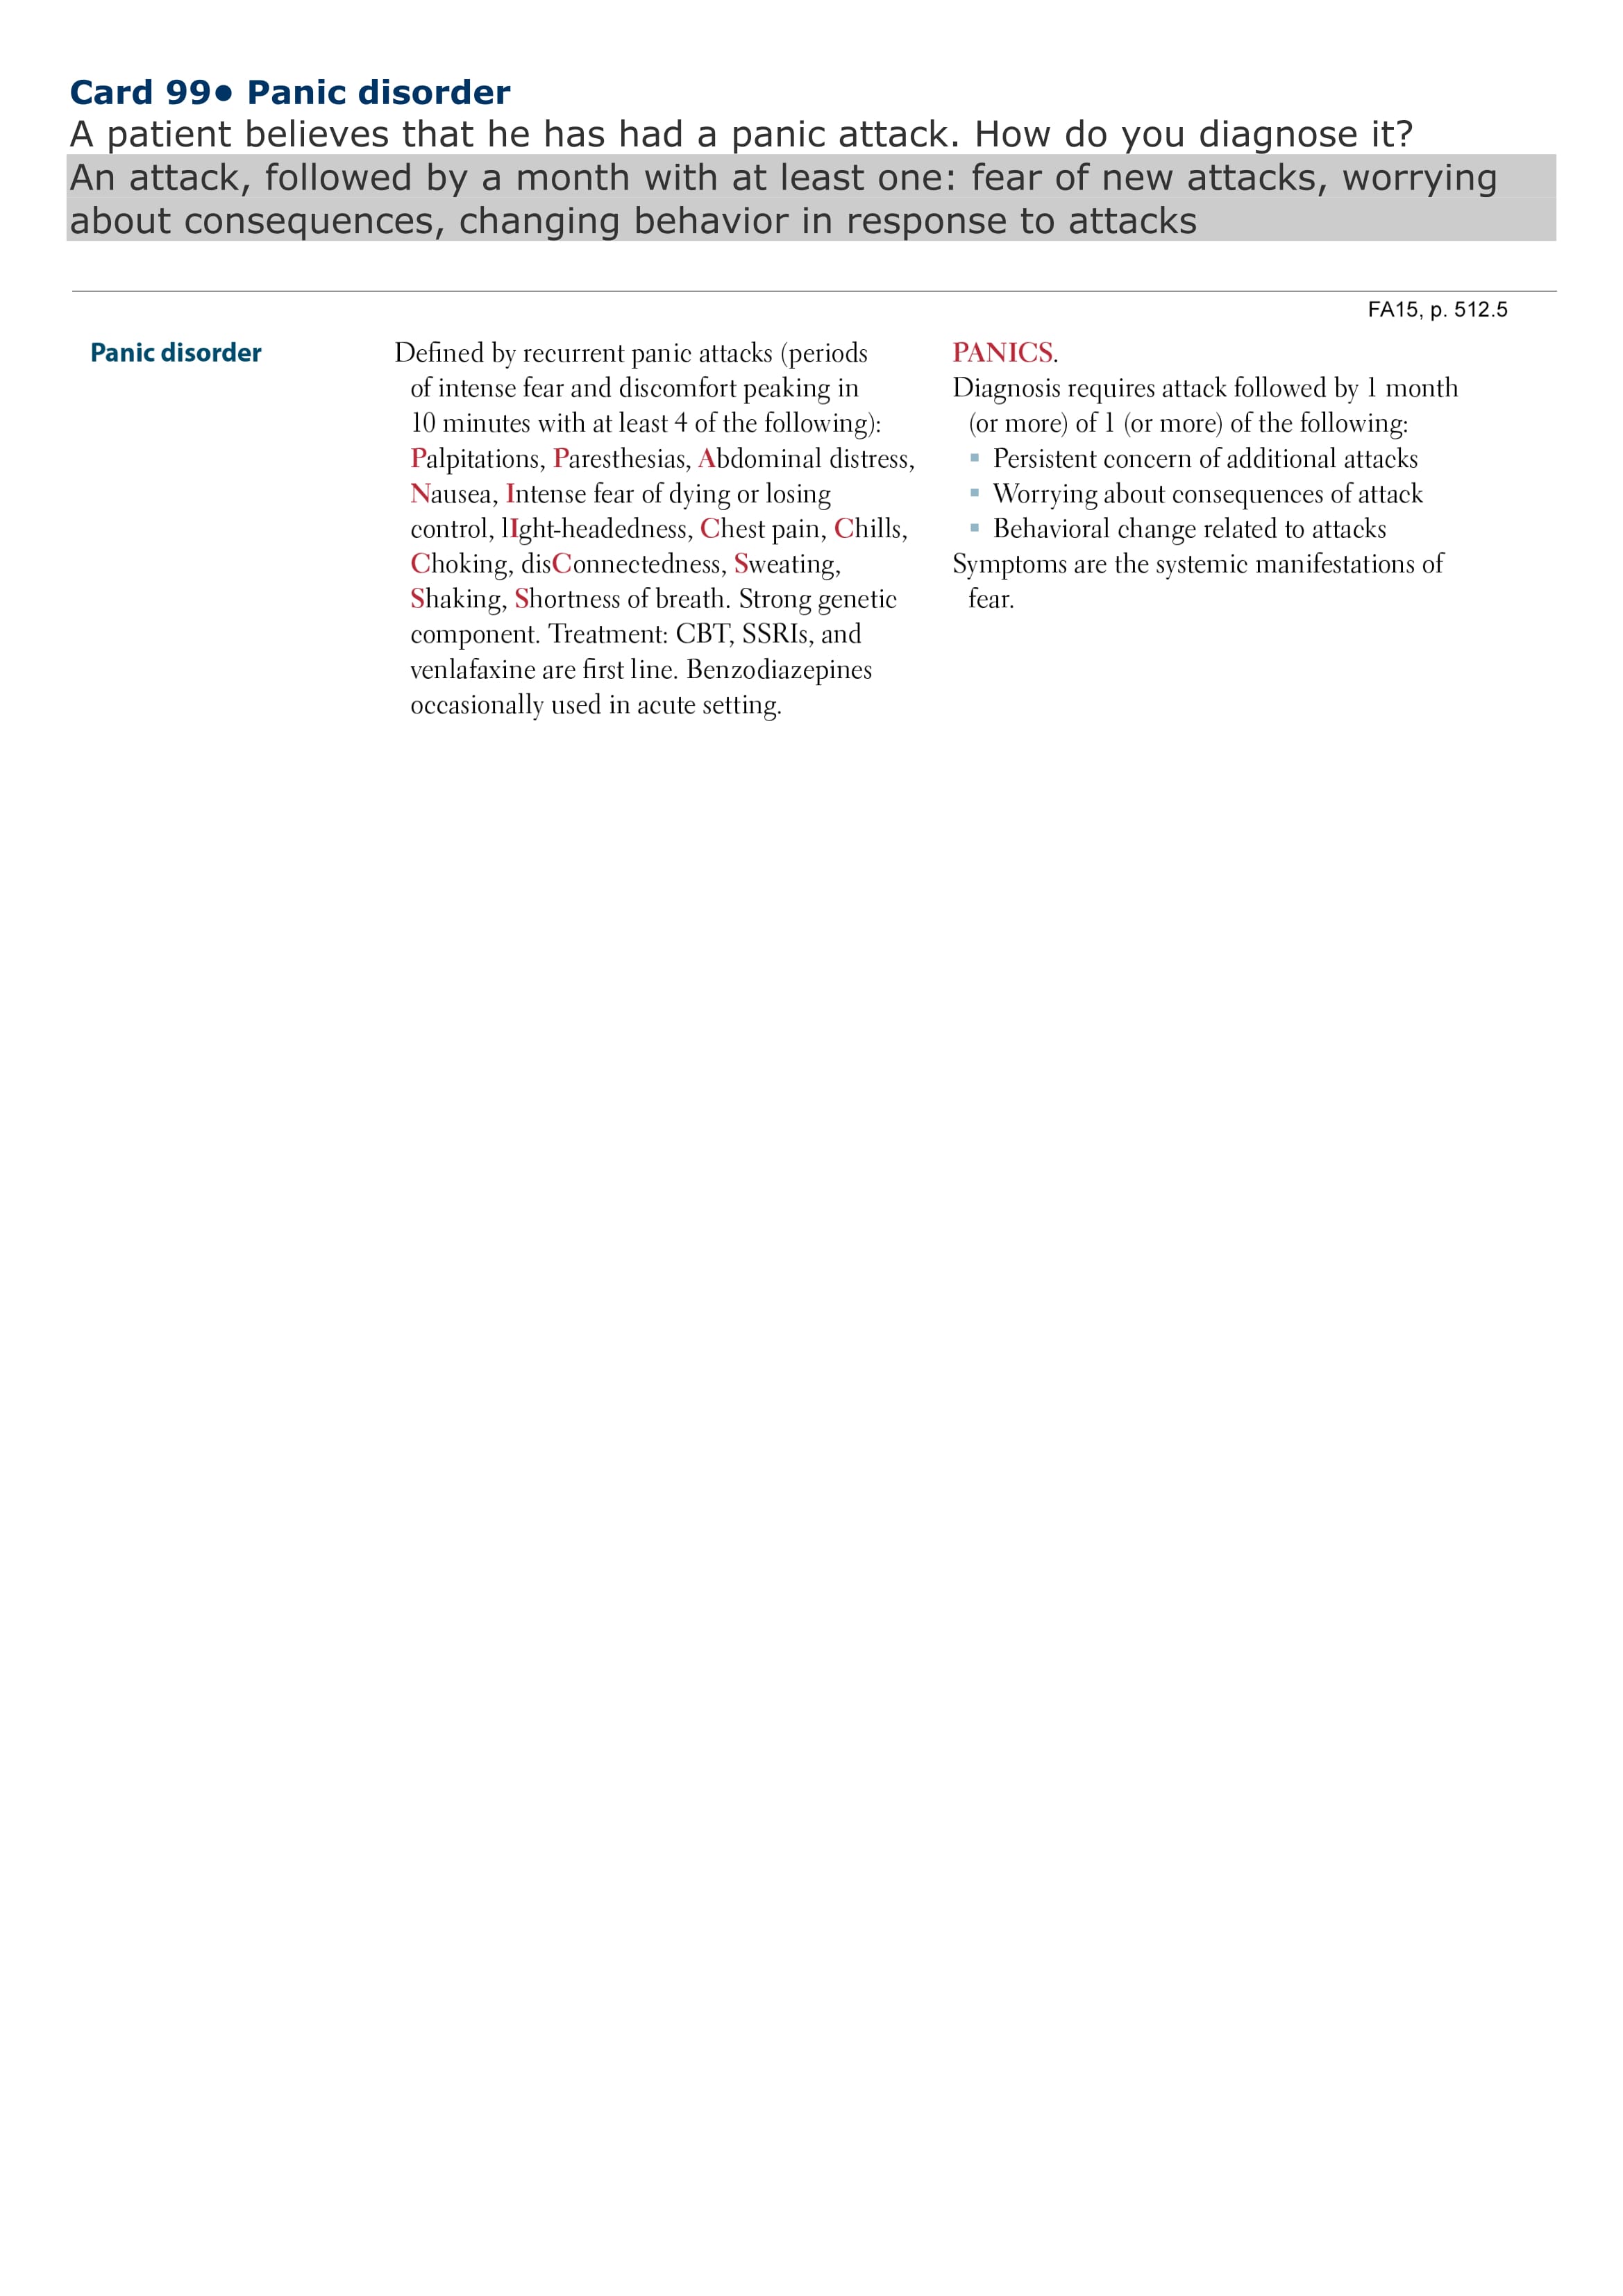 Card 99● Panic disorder
A patient believes that he has had a panic attack. How do you diagnose it?
An attack, followed by a month with at least one: fear of new attacks, worrying
about consequences, changing behavior in response to attacks
FA15, p. 512.5
Panic disorder
Defined by recurrent panic attacks (periods
of intense fear and discomfort peaking in
10 minutes with at least 4 of the following):
Palpitations, Paresthesias, Abdominal distress,
Nausea, Intense fear of dying or losing
control, lIght-headedness, Chest pain, Chills,
Choking, disConnectedness, Sweating,
Shaking, Shortness of breath. Strong genetic
component. Treatment: CBT, SSRIs, and
venlafaxine are first line. Benzodiazepines
occasionally used in acute setting.
PANICS.
Diagnosis requires attack followed by 1 month
(or more) of 1 (or more) of the following:
▪ Persistent concern of additional attacks
▪ Worrying about consequences of attack
▪ Behavioral change related to attacks
Symptoms are the systemic manifestations of
fear.